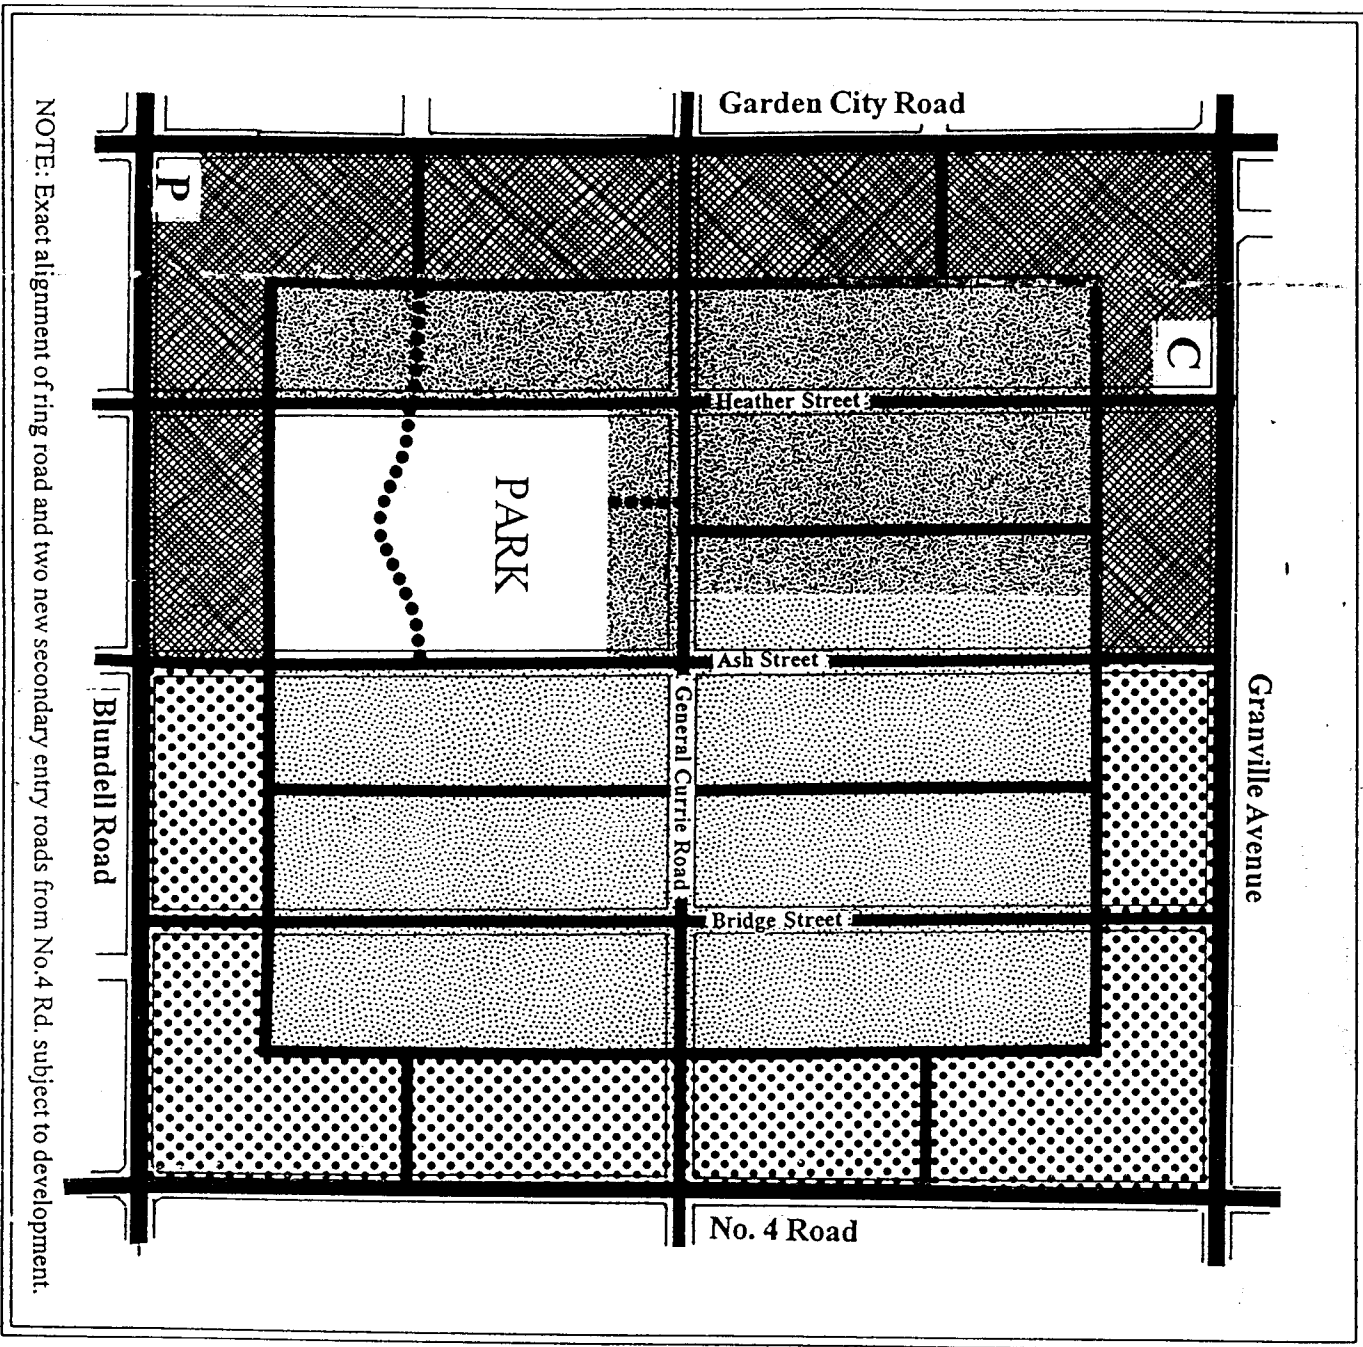 Garden City Road
P
C
Heather Street
PARK
Ash Street
General Currie Road
Granville Avenue
Blundell Road
Bridge Street
No. 4 Road
NOTE: Exact alignment of ring road and two new secondary entry roads from No.4 Rd. subject to development.